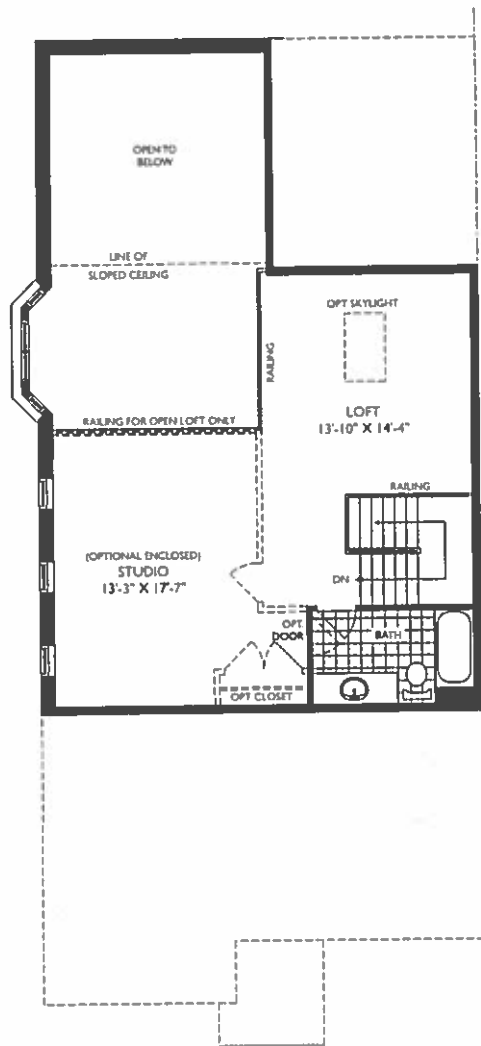 OPEN TO
BELOW
LINE OF
SLOPED CEILING
OPT SKYLIGHT
RAILING
LOFT
13'-10" X 14'-4"
RAILING FOR OPEN LOFT ONLY
RAILING
(OPTIONAL ENCLOSED)
STUDIO
13'-3" X 17'-7"
DN
OPT.
DOOR
BATH
OPT CLOSET